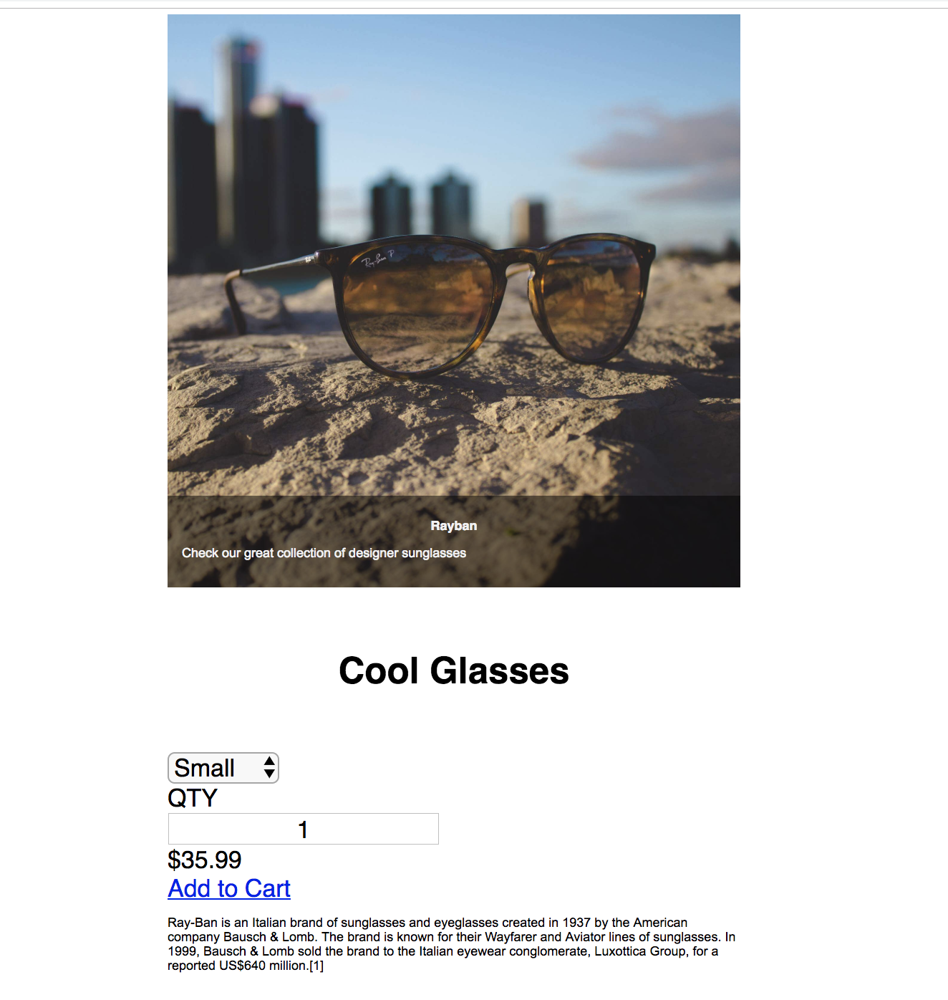 Ray-Ban P
Rayban
Check our great collection of designer sunglasses
Cool Glasses
Small
QTY
1
$35.99
Add to Cart
Ray-Ban is an Italian brand of sunglasses and eyeglasses created in 1937 by the American
company Bausch & Lomb. The brand is known for their Wayfarer and Aviator lines of sunglasses. In
1999, Bausch & Lomb sold the brand to the Italian eyewear conglomerate, Luxottica Group, for a
reported US$640 million.[1]